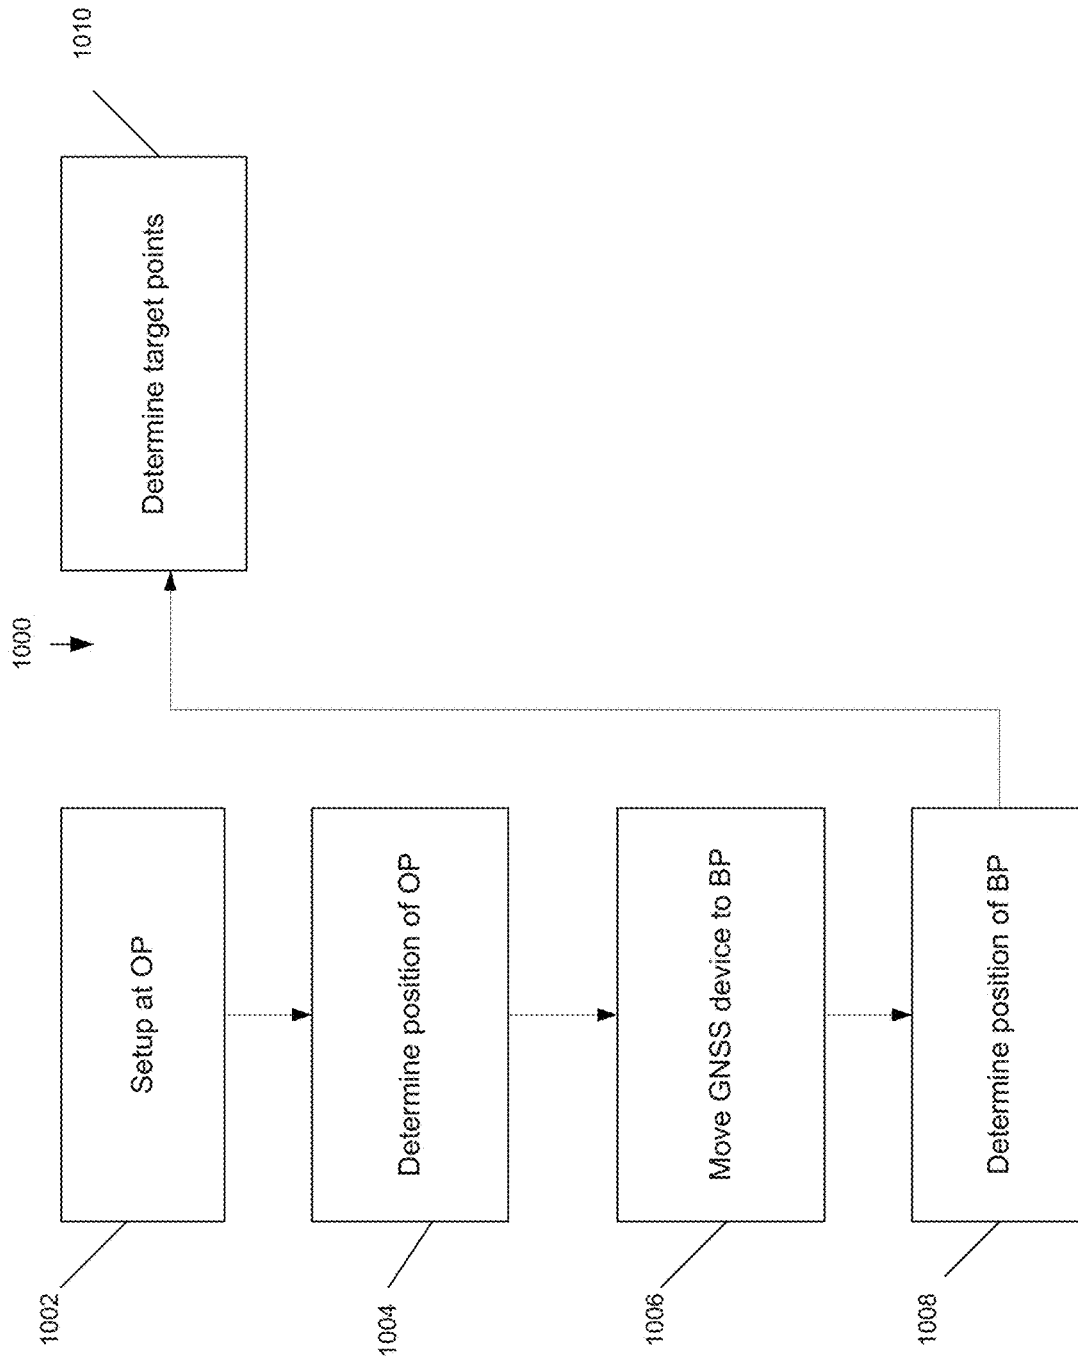 1000
1002
Setup at OP
1004
Determine position of OP
1006
Move GNSS device to BP
1008
Determine position of BP
1010
Determine target points